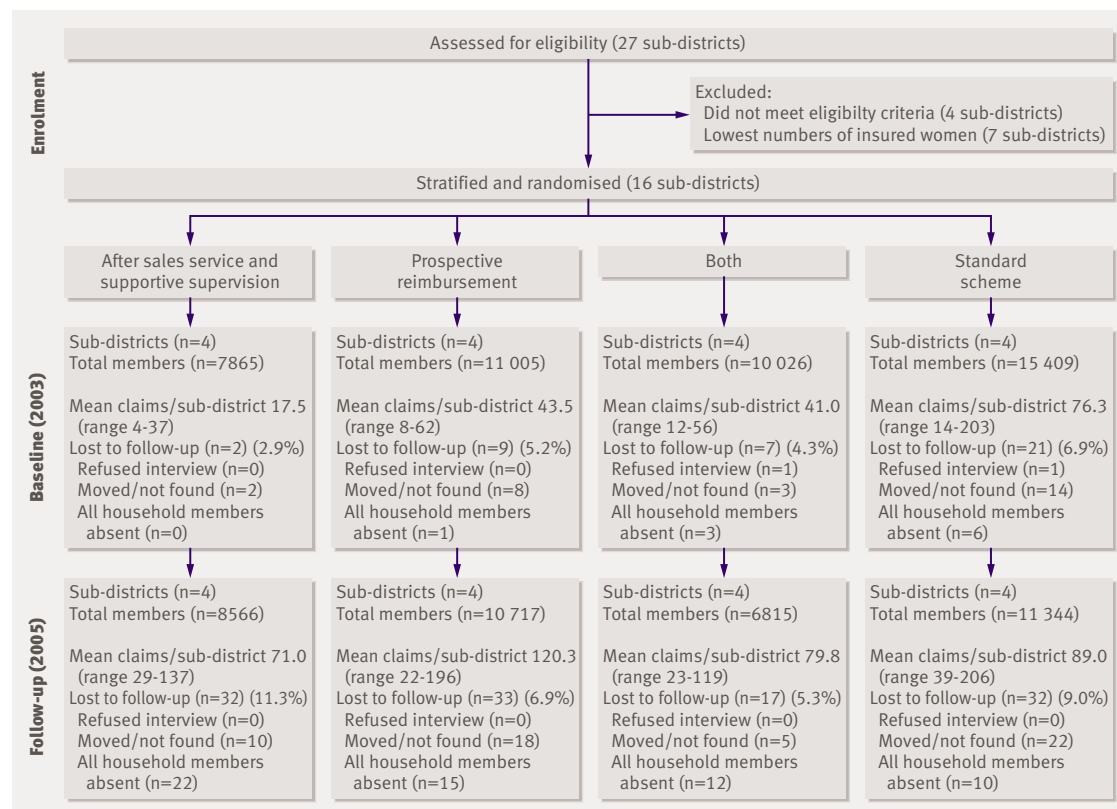 Enrolment
Assessed for eligibility (27 sub-districts)
Excluded:
Did not meet eligibilty criteria (4 sub-districts)
Lowest numbers of insured women (7 sub-districts)
Stratified and randomised (16 sub-districts)
After sales service and
supportive supervision
Prospective
reimbursement
Both
Standard
scheme
Baseline (2003)
Sub-districts (n=4)
Total members (n=7865)
Mean claims/sub-district 17.5
(range 4-37)
Lost to follow-up (n=2) (2.9%)
Refused interview (n=0)
Moved/not found (n=2)
All household members
absent (n=0)
Sub-districts (n=4)
Total members (n=11 005)
Mean claims/sub-district 43.5
(range 8-62)
Lost to follow-up (n=9) (5.2%)
Refused interview (n=0)
Moved/not found (n=8)
All household members
absent (n=1)
Sub-districts (n=4)
Total members (n=10 026)
Mean claims/sub-district 41.0
(range 12-56)
Lost to follow-up (n=7) (4.3%)
Refused interview (n=1)
Moved/not found (n=3)
All household members
absent (n=3)
Sub-districts (n=4)
Total members (n=15 409)
Mean claims/sub-district 76.3
(range 14-203)
Lost to follow-up (n=21) (6.9%)
Refused interview (n=1)
Moved/not found (n=14)
All household members
absent (n=6)
Follow-up (2005)
Sub-districts (n=4)
Total members (n=8566)
Mean claims/sub-district 71.0
(range 29-137)
Lost to follow-up (n=32) (11.3%)
Refused interview (n=0)
Moved/not found (n=10)
All household members
absent (n=22)
Sub-districts (n=4)
Total members (n=10 717)
Mean claims/sub-district 120.3
(range 22-196)
Lost to follow-up (n=33) (6.9%)
Refused interview (n=0)
Moved/not found (n=18)
All household members
absent (n=15)
Sub-districts (n=4)
Total members (n=6815)
Mean claims/sub-district 79.8
(range 23-119)
Lost to follow-up (n=17) (5.3%)
Refused interview (n=0)
Moved/not found (n=5)
All household members
absent (n=12)
Sub-districts (n=4)
Total members (n=11 344)
Mean claims/sub-district 89.0
(range 39-206)
Lost to follow-up (n=32) (9.0%)
Refused interview (n=0)
Moved/not found (n=22)
All household members
absent (n=10)